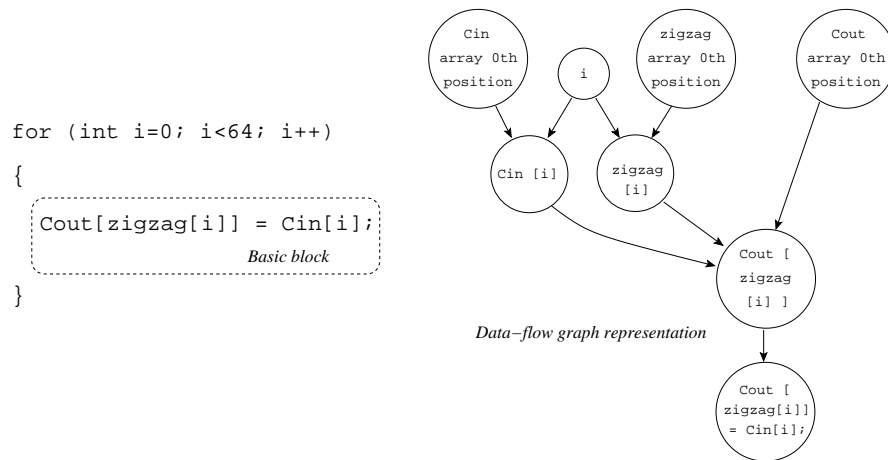 for (int i=0; i<64; i++)
{
Cout[zigzag[i]] = Cin[i];
Basic block
}
Cin
array 0th
position
i
zigzag
array 0th
position
Cout
array 0th
position
Cin [i]
zigzag
[i]
Cout [
zigzag
[i] ]
Data−flow graph representation
Cout [
zigzag[i]]
= Cin[i];